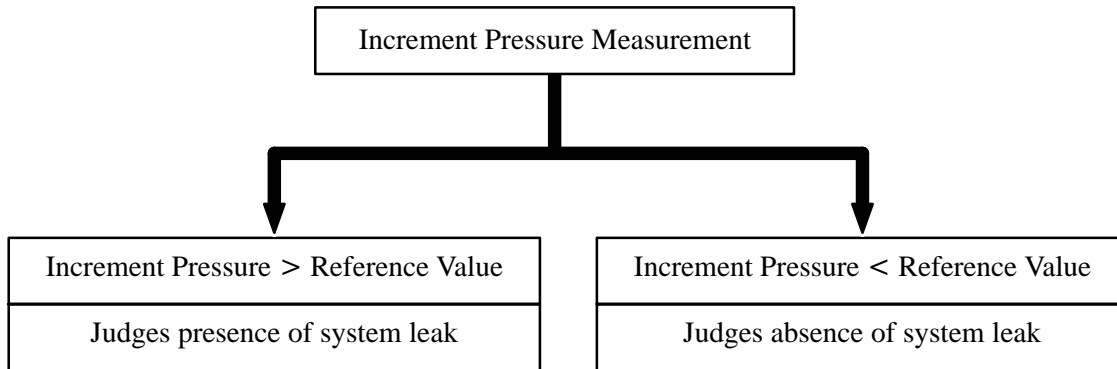 Increment Pressure Measurement
Increment Pressure > Reference Value
Increment Pressure < Reference Value
Judges presence of system leak
Judges absence of system leak